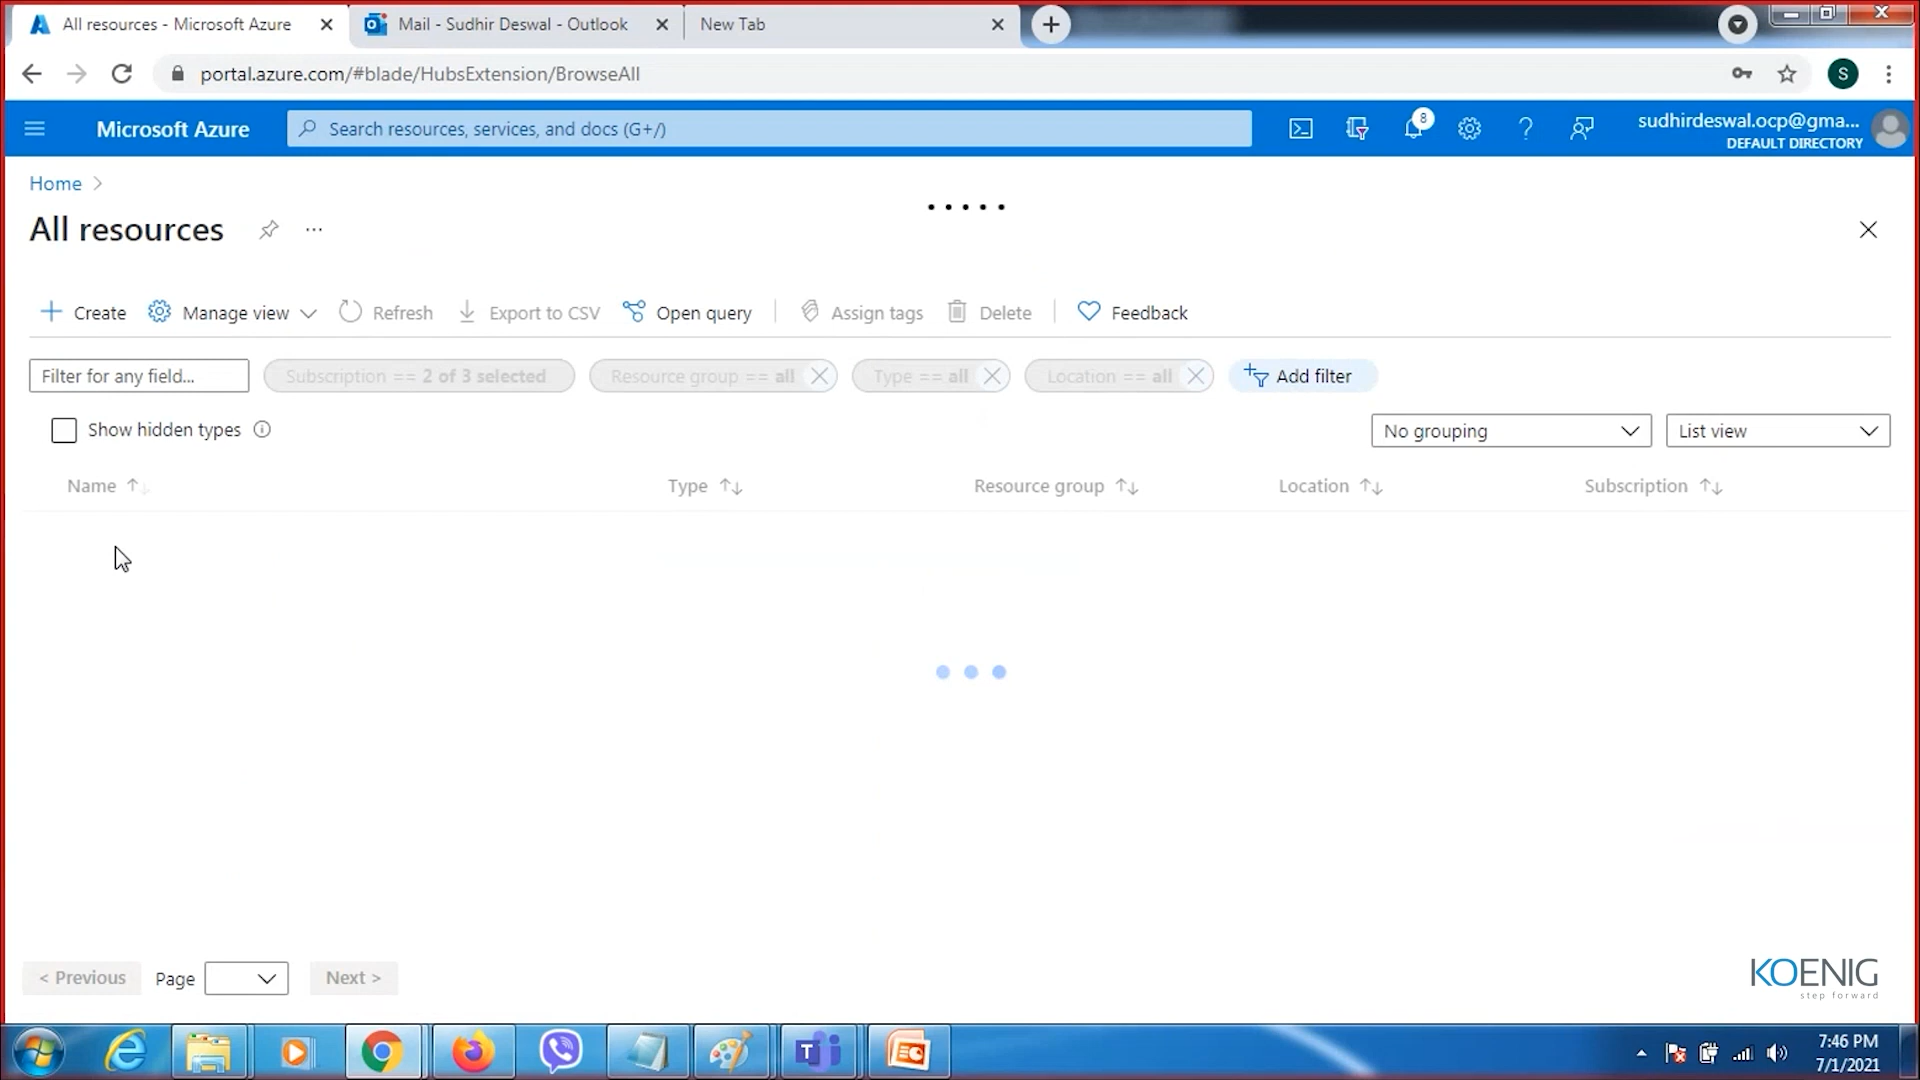 All resources - Microsoft Azure
Mail - Sudhir Deswal - Outlook
New Tab
portal.azure.com/#blade/HubsExtension/BrowseAll
S
Microsoft Azure
Search resources, services, and docs (G+/)
8
sudhirdeswal.ocp@gma...
DEFAULT DIRECTORY
Home
All resources
Create
Manage view
Refresh
Export to CSV
Open query
Assign tags
Delete
Feedback
Filter for any field...
Subscription == 2 of 3 selected
Resource group == all
Type == all
Location == all
Add filter
Show hidden types
No grouping
List view
Name
Type
Resource group
Location
Subscription
< Previous
Page
Next >
KOENIG
step forward
7:46 PM
7/1/2021